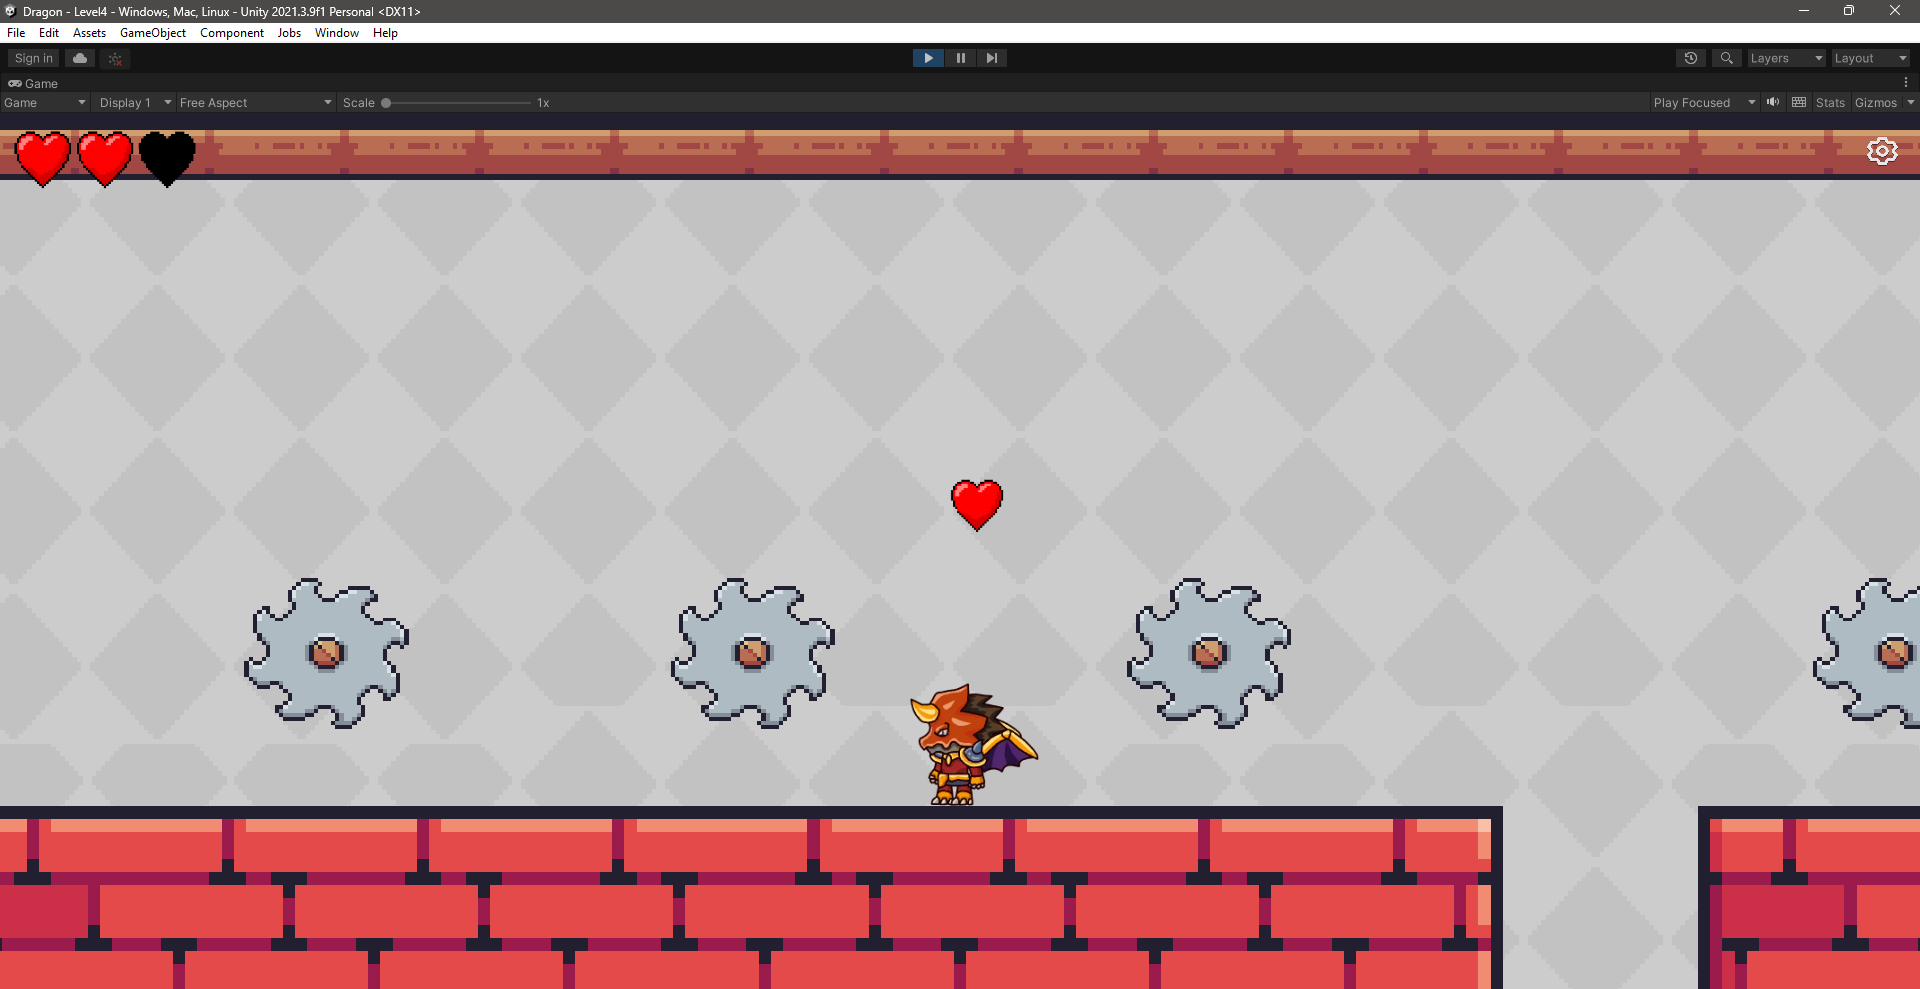 Dragon - Level4 - Windows, Mac, Linux - Unity 2021.3.9f1 Personal <DX11>
File Edit Assets GameObject Component Jobs Window Help
Sign in Layers Layout
Game
Game Display 1 Free Aspect Scale 1x Play Focused Stats Gizmos